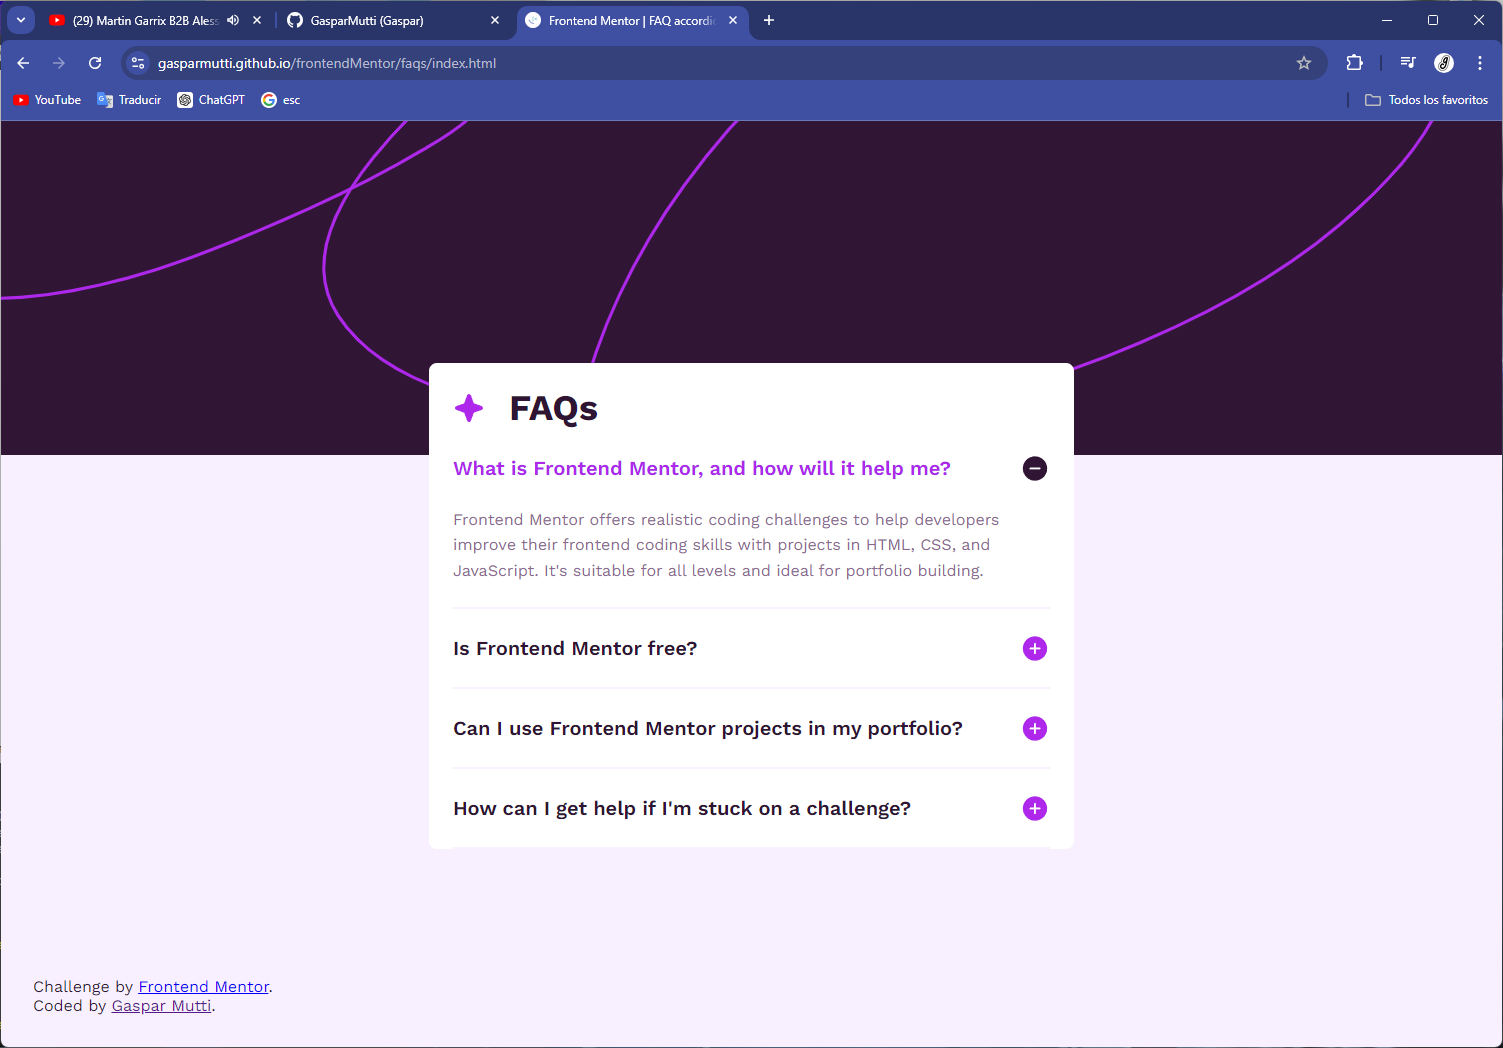 (29) Martin Garrix B2B Aless
GasparMutti (Gaspar)
Frontend Mentor | FAQ accordio
gasparmutti.github.io/frontendMentor/faqs/index.html
YouTube
Traducir
ChatGPT
esc
Todos los favoritos
FAQs
What is Frontend Mentor, and how will it help me?
Frontend Mentor offers realistic coding challenges to help developers
improve their frontend coding skills with projects in HTML, CSS, and
JavaScript. It's suitable for all levels and ideal for portfolio building.
Is Frontend Mentor free?
Can I use Frontend Mentor projects in my portfolio?
How can I get help if I'm stuck on a challenge?
Challenge by Frontend Mentor.
Coded by Gaspar Mutti.